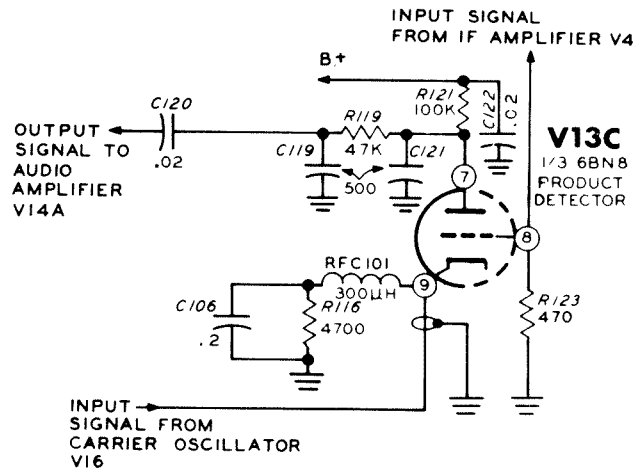 INPUT SIGNAL
FROM IF AMPLIFIER V4
B+
C120
.02
OUTPUT
SIGNAL TO
AUDIO
AMPLIFIER
V14A
R119
47K
C119
500
C121
R121
100K
C122
.02
V13C
1/3 6BN8
PRODUCT
DETECTOR
7
8
9
RFC101
300µH
C106
.2
R116
4700
R123
470
INPUT
SIGNAL FROM
CARRIER OSCILLATOR
V16